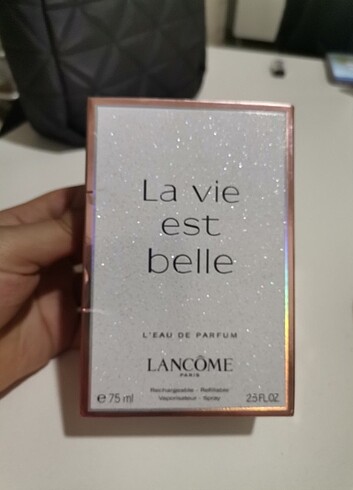 La vie
est
belle
L'EAU DE PARFUM
LANCÔME
PARIS
Rechargeable - Refillable
Vaporisateur - Spray
℮ 75 ml 2.5 FL.OZ.